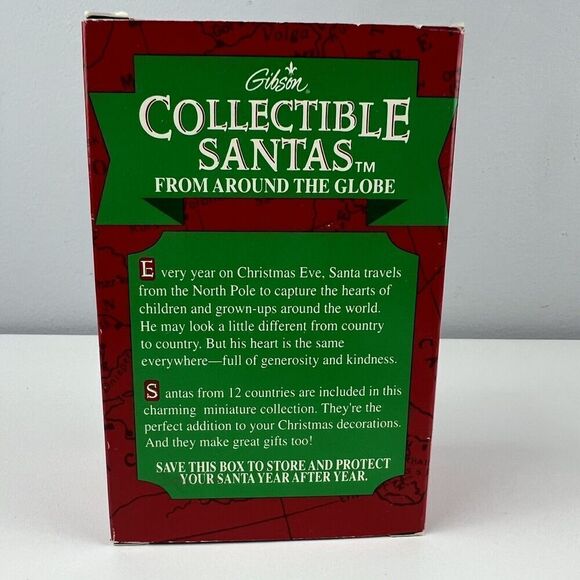 Gibson®
COLLECTIBLE
SANTAS™
FROM AROUND THE GLOBE
Every year on Christmas Eve, Santa travels
from the North Pole to capture the hearts of
children and grown-ups around the world.
He may look a little different from country
to country. But his heart is the same
everywhere—full of generosity and kindness.
Santas from 12 countries are included in this
charming miniature collection. They're the
perfect addition to your Christmas decorations.
And they make great gifts too!
SAVE THIS BOX TO STORE AND PROTECT
YOUR SANTA YEAR AFTER YEAR.